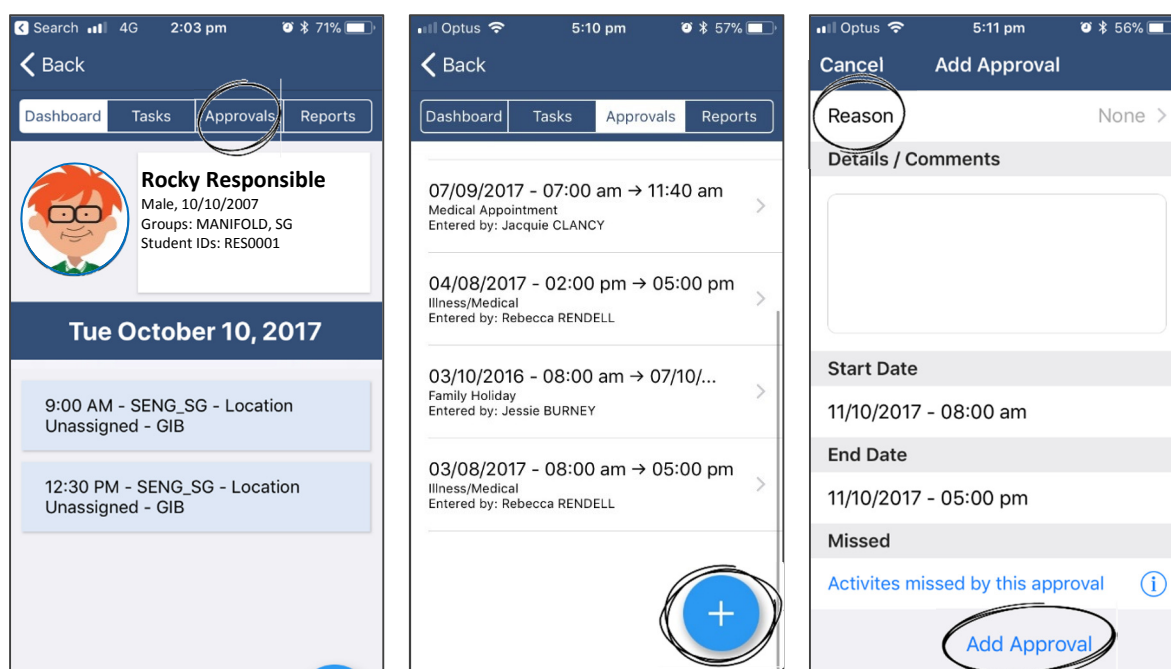 Search 4G 2:03 pm 71%
Back
Dashboard Tasks Approvals Reports
Rocky Responsible
Male, 10/10/2007
Groups: MANIFOLD, SG
Student IDs: RES0001
Tue October 10, 2017
9:00 AM - SENG_SG - Location
Unassigned - GIB
12:30 PM - SENG_SG - Location
Unassigned - GIB
Optus 5:10 pm 57%
Back
Dashboard Tasks Approvals Reports
07/09/2017 - 07:00 am → 11:40 am
Medical Appointment
Entered by: Jacquie CLANCY
04/08/2017 - 02:00 pm → 05:00 pm
Illness/Medical
Entered by: Rebecca RENDELL
03/10/2016 - 08:00 am → 07/10/...
Family Holiday
Entered by: Jessie BURNEY
03/08/2017 - 08:00 am → 05:00 pm
Illness/Medical
Entered by: Rebecca RENDELL
+
Optus 5:11 pm 56%
Cancel Add Approval
Reason None
Details / Comments
Start Date
11/10/2017 - 08:00 am
End Date
11/10/2017 - 05:00 pm
Missed
Activites missed by this approval i
Add Approval